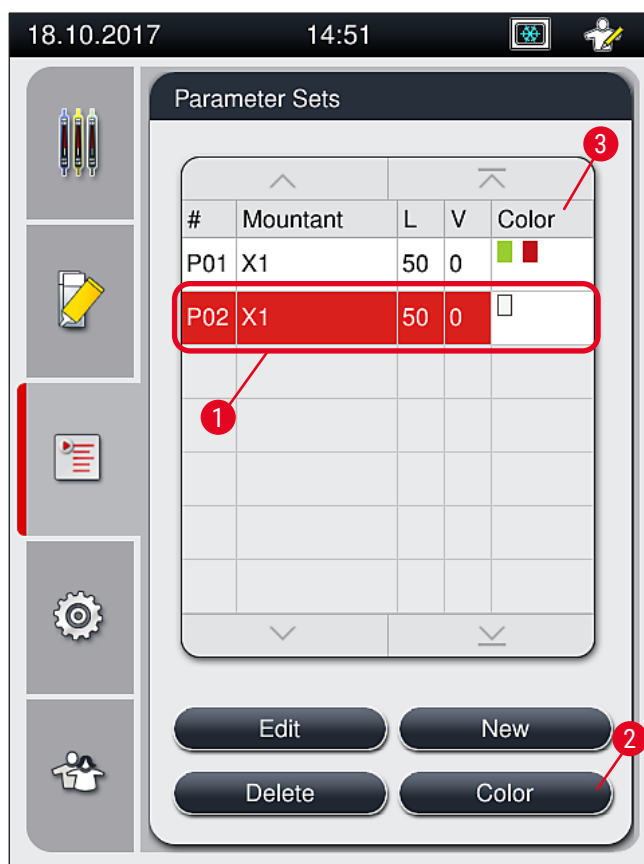 18.10.2017 14:51
Parameter Sets
3
# Mountant L V Color
P01 X1 50 0
P02 X1 50 0
1
Edit New
2
Delete Color